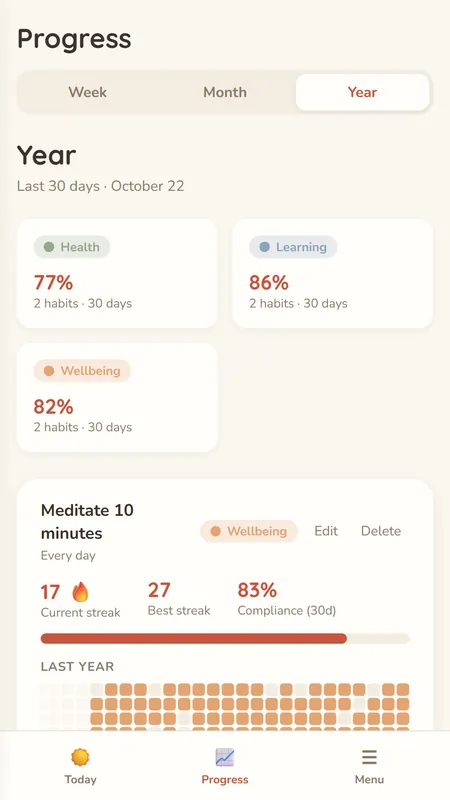 Progress
Week Month Year
Year
Last 30 days · October 22
Health
77%
2 habits · 30 days
Learning
86%
2 habits · 30 days
Wellbeing
82%
2 habits · 30 days
Meditate 10
minutes
Every day
Wellbeing Edit Delete
17 🔥
Current streak
27
Best streak
83%
Compliance (30d)
LAST YEAR
Today Progress Menu